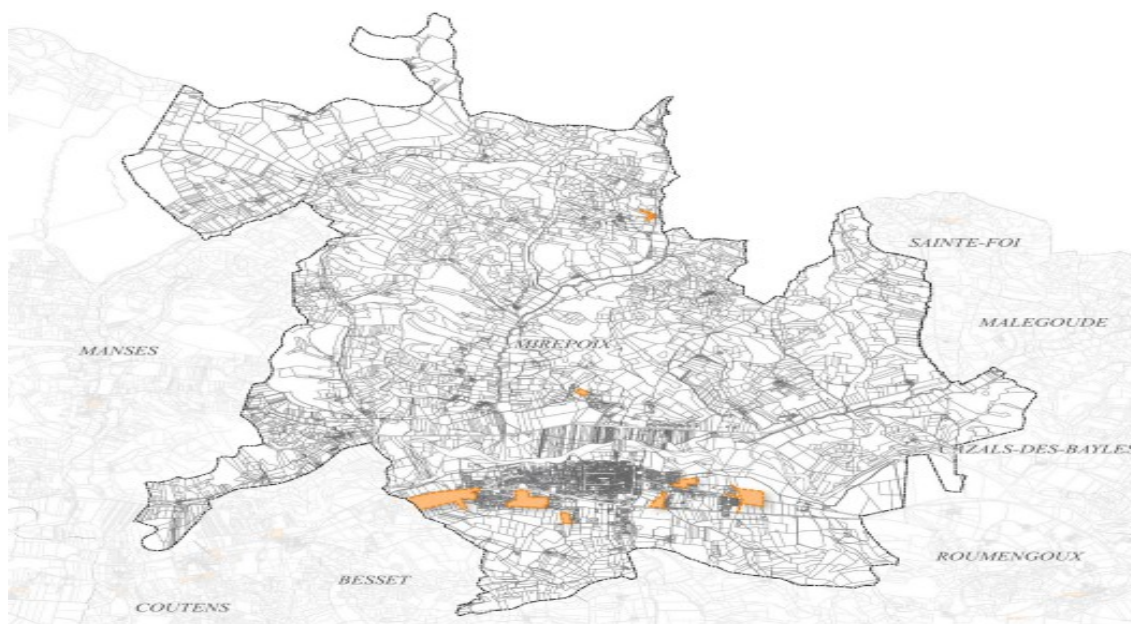 SAINTE-FOI
MALEGOUDE
MANSES
MIREPOIX
CAZALS-DES-BAYLES
ROUMENGOUX
BESSET
COUTENS